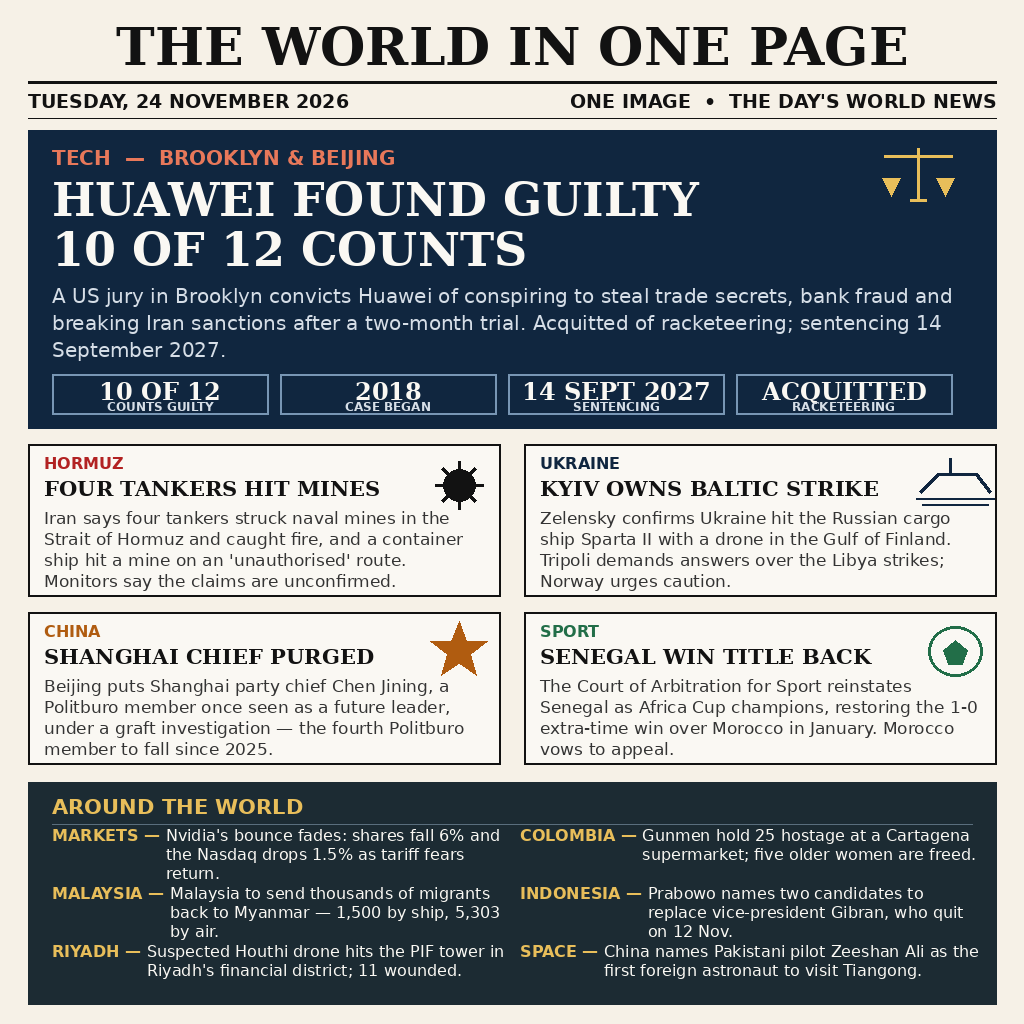 THE WORLD IN ONE PAGE
TUESDAY, 24 NOVEMBER 2026
ONE IMAGE • THE DAY'S WORLD NEWS
TECH — BROOKLYN & BEIJING
HUAWEI FOUND GUILTY
10 OF 12 COUNTS
A US jury in Brooklyn convicts Huawei of conspiring to steal trade secrets, bank fraud and
breaking Iran sanctions after a two-month trial. Acquitted of racketeering; sentencing 14
September 2027.
10 OF 12
COUNTS GUILTY
2018
CASE BEGAN
14 SEPT 2027
SENTENCING
ACQUITTED
RACKETEERING
HORMUZ
FOUR TANKERS HIT MINES
Iran says four tankers struck naval mines in the
Strait of Hormuz and caught fire, and a container
ship hit a mine on an 'unauthorised' route.
Monitors say the claims are unconfirmed.
UKRAINE
KYIV OWNS BALTIC STRIKE
Zelensky confirms Ukraine hit the Russian cargo
ship Sparta II with a drone in the Gulf of Finland.
Tripoli demands answers over the Libya strikes;
Norway urges caution.
CHINA
SHANGHAI CHIEF PURGED
Beijing puts Shanghai party chief Chen Jining, a
Politburo member once seen as a future leader,
under a graft investigation — the fourth Politburo
member to fall since 2025.
SPORT
SENEGAL WIN TITLE BACK
The Court of Arbitration for Sport reinstates
Senegal as Africa Cup champions, restoring the 1-0
extra-time win over Morocco in January. Morocco
vows to appeal.
AROUND THE WORLD
MARKETS — Nvidia's bounce fades: shares fall 6% and
the Nasdaq drops 1.5% as tariff fears
return.
MALAYSIA — Malaysia to send thousands of migrants
back to Myanmar — 1,500 by ship, 5,303
by air.
RIYADH — Suspected Houthi drone hits the PIF tower in
Riyadh's financial district; 11 wounded.
COLOMBIA — Gunmen hold 25 hostage at a Cartagena
supermarket; five older women are freed.
INDONESIA — Prabowo names two candidates to
replace vice-president Gibran, who quit
on 12 Nov.
SPACE — China names Pakistani pilot Zeeshan Ali as the
first foreign astronaut to visit Tiangong.